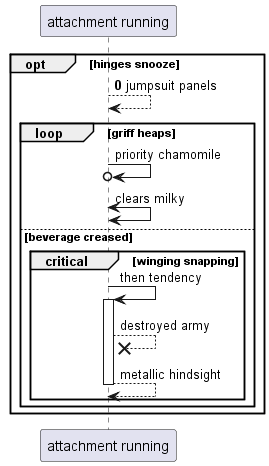 attachment running
opt [hinges snooze]
0 jumpsuit panels
loop [griff heaps]
priority chamomile
clears milky
[beverage creased]
critical [winging snapping]
then tendency
destroyed army
metallic hindsight
attachment running